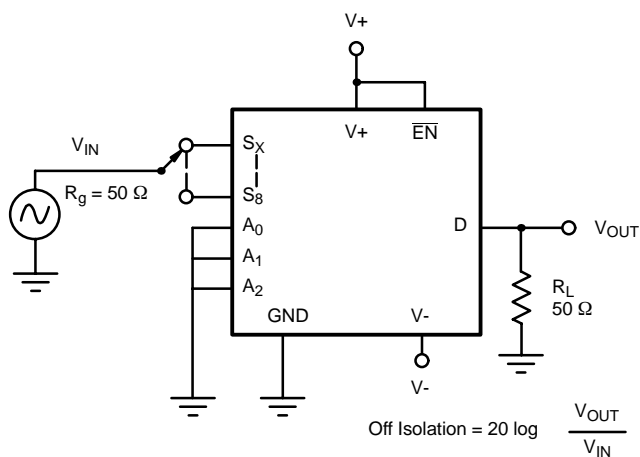 V+
V+ EN
VIN
Rg = 50 Ω
SX
S8
A0
A1
A2
D
VOUT
RL
50 Ω
GND
V-
V-
Off Isolation = 20 log VOUT
VIN